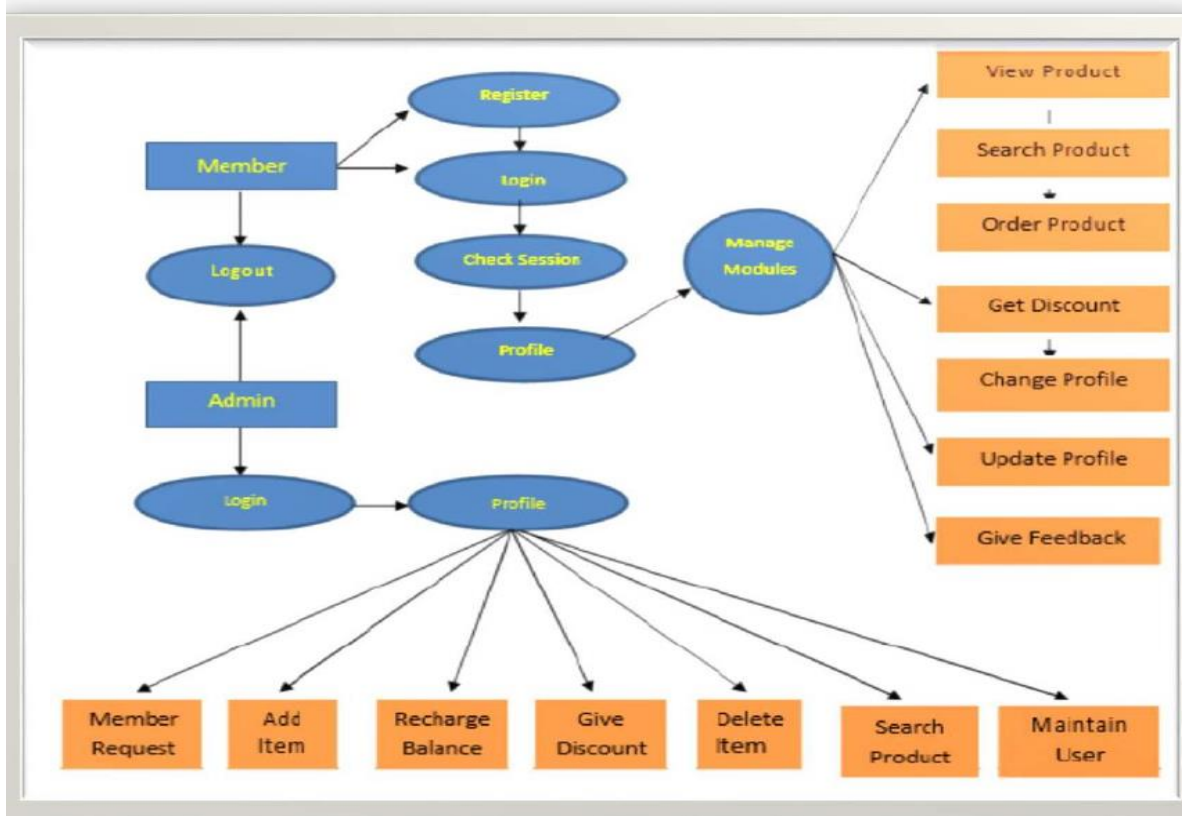 Register
Member
Login
Logout
Check Session
Profile
Manage
Modules
View Product
Search Product
Order Product
Get Discount
Change Profile
Update Profile
Give Feedback
Admin
Login
Profile
Member
Request
Add
Item
Recharge
Balance
Give
Discount
Delete
Item
Search
Product
Maintain
User